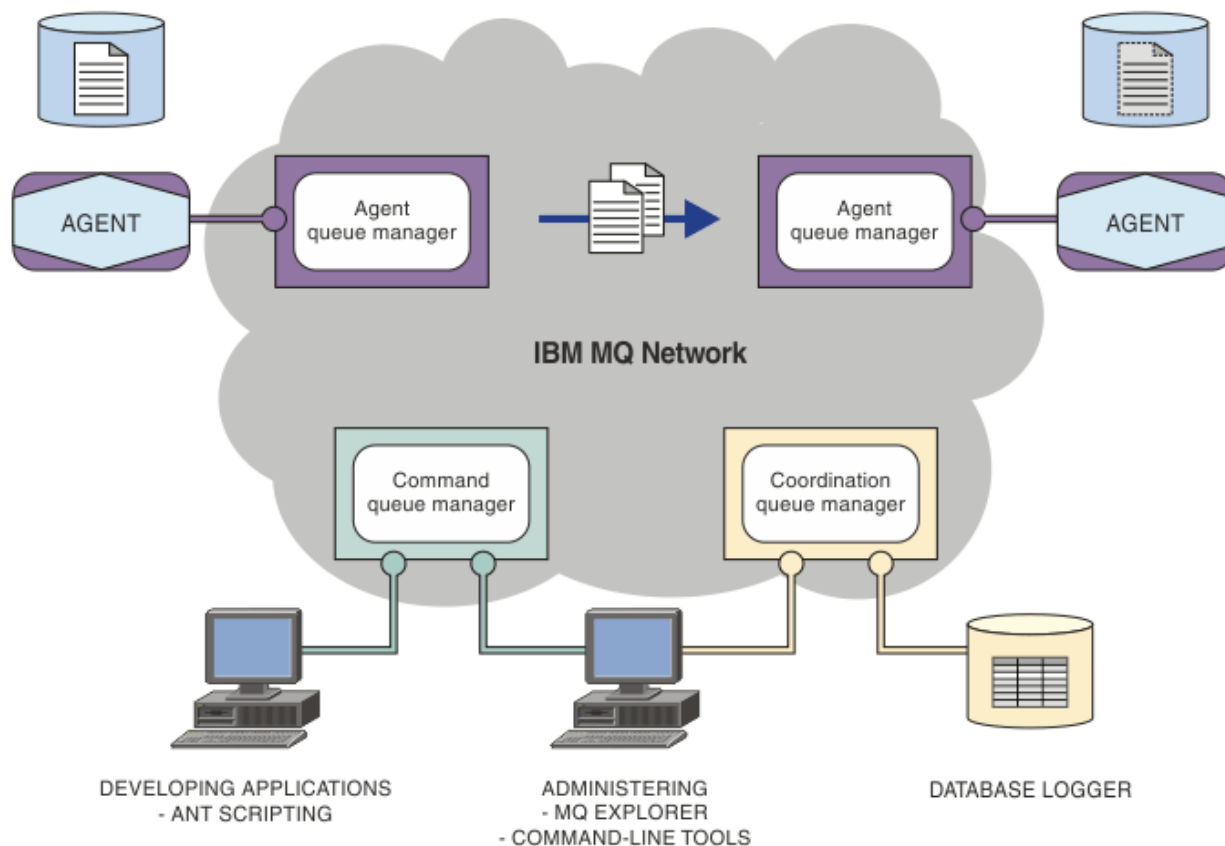 AGENT
Agent
queue manager
Agent
queue manager
AGENT
IBM MQ Network
Command
queue manager
Coordination
queue manager
DEVELOPING APPLICATIONS
- ANT SCRIPTING
ADMINISTERING
- MQ EXPLORER
- COMMAND-LINE TOOLS
DATABASE LOGGER